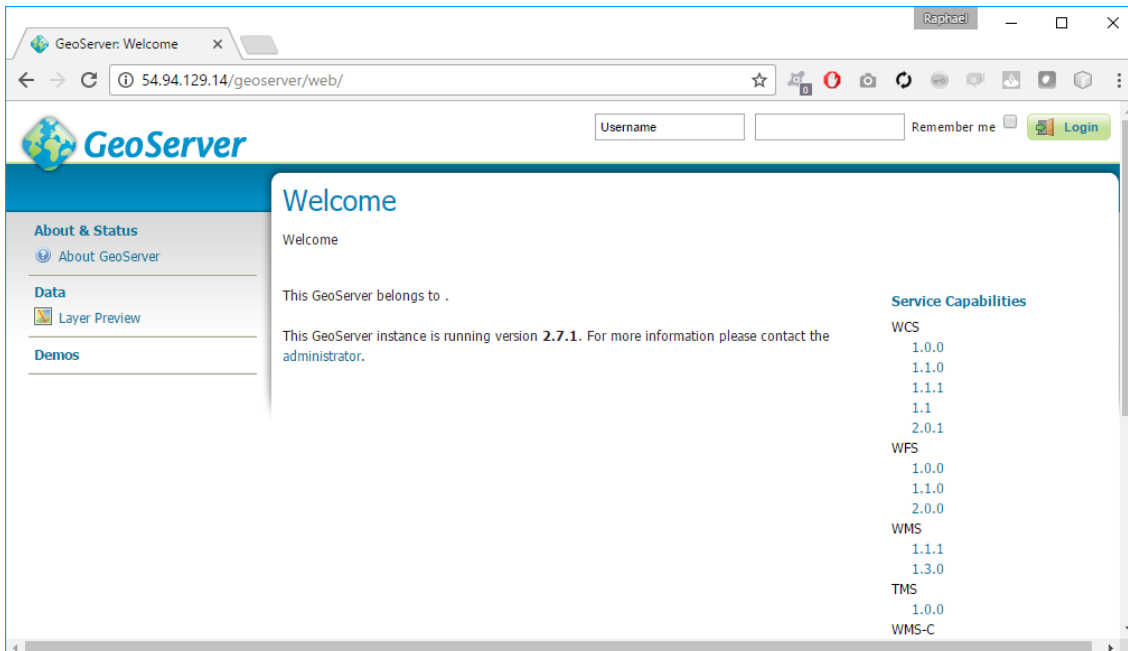 Raphael
GeoServer: Welcome
54.94.129.14/geoserver/web/
0
GeoServer
Username
Remember me
Login
Welcome
About & Status
About GeoServer
Data
Layer Preview
Demos
Welcome
This GeoServer belongs to .
This GeoServer instance is running version 2.7.1. For more information please contact the
administrator.
Service Capabilities
WCS
1.0.0
1.1.0
1.1.1
1.1
2.0.1
WFS
1.0.0
1.1.0
2.0.0
WMS
1.1.1
1.3.0
TMS
1.0.0
WMS-C